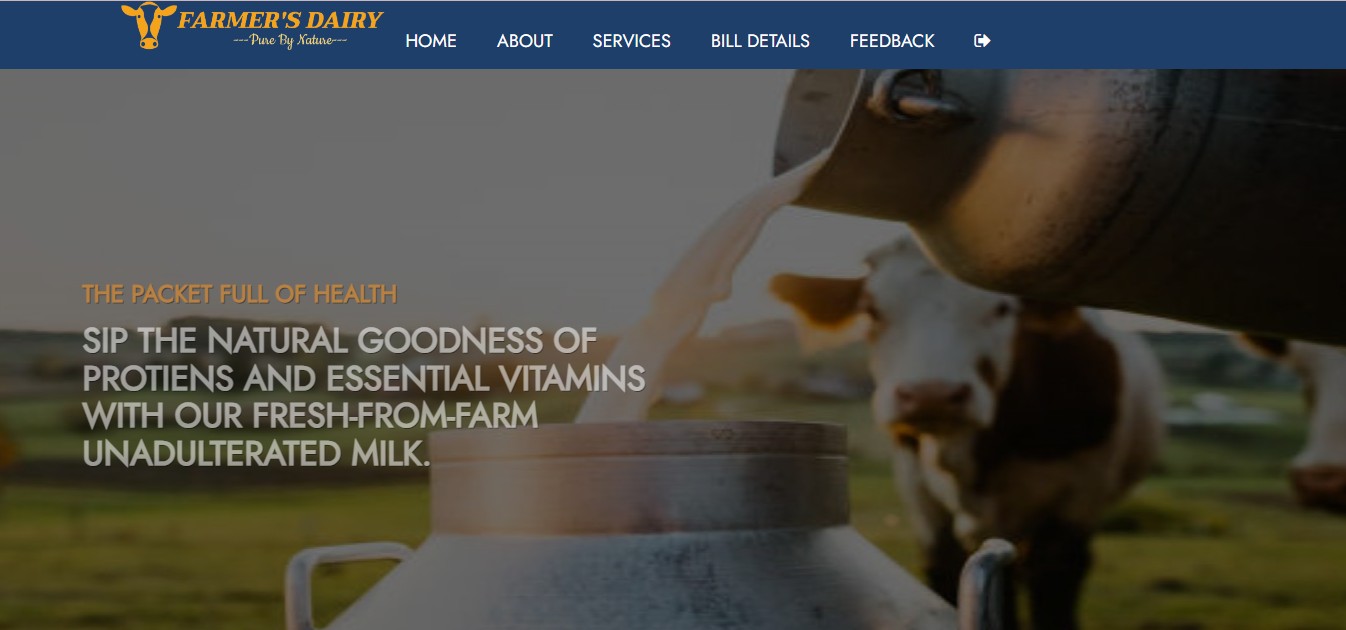 FARMER'S DAIRY
---Pure By Nature---
HOME ABOUT SERVICES BILL DETAILS FEEDBACK
THE PACKET FULL OF HEALTH
SIP THE NATURAL GOODNESS OF
PROTIENS AND ESSENTIAL VITAMINS
WITH OUR FRESH-FROM-FARM
UNADULTERATED MILK.